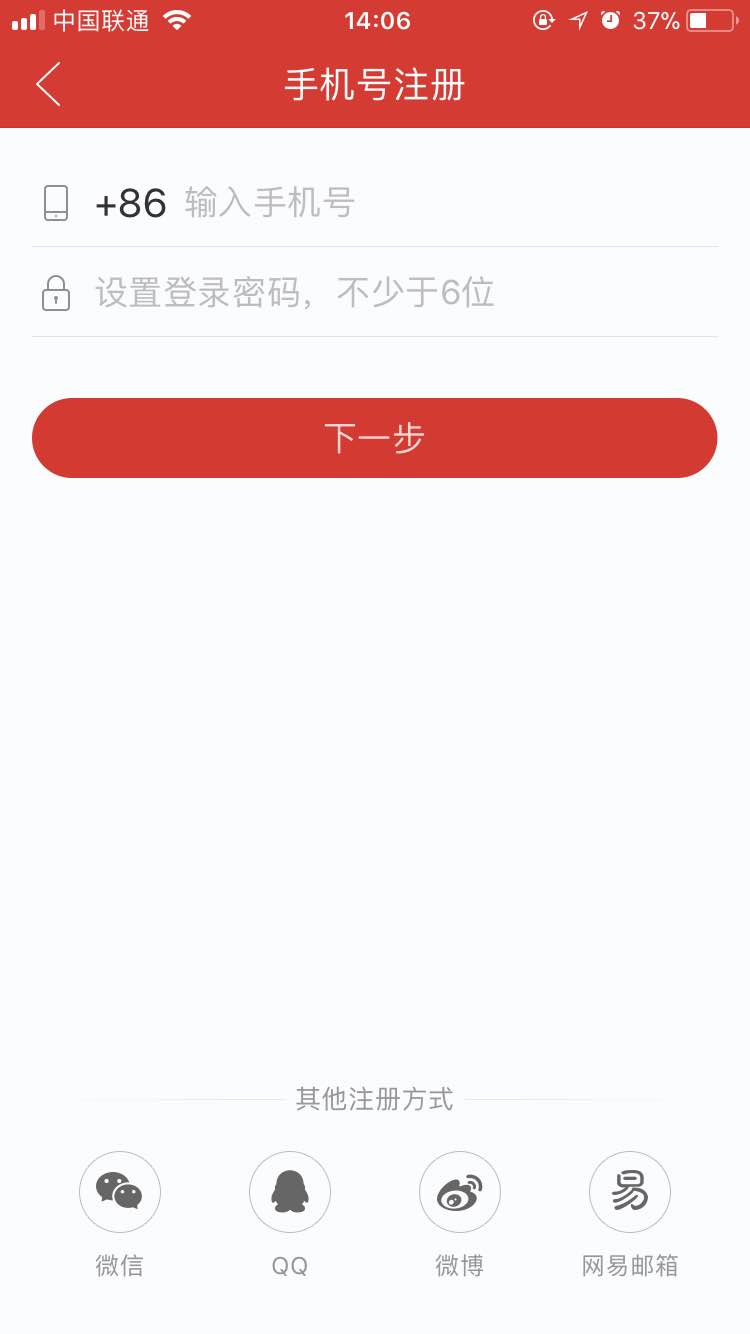 中国联通 14:06 37%
手机号注册
+86 输入手机号
设置登录密码，不少于6位
下一步
其他注册方式
易
微信 QQ 微博 网易邮箱